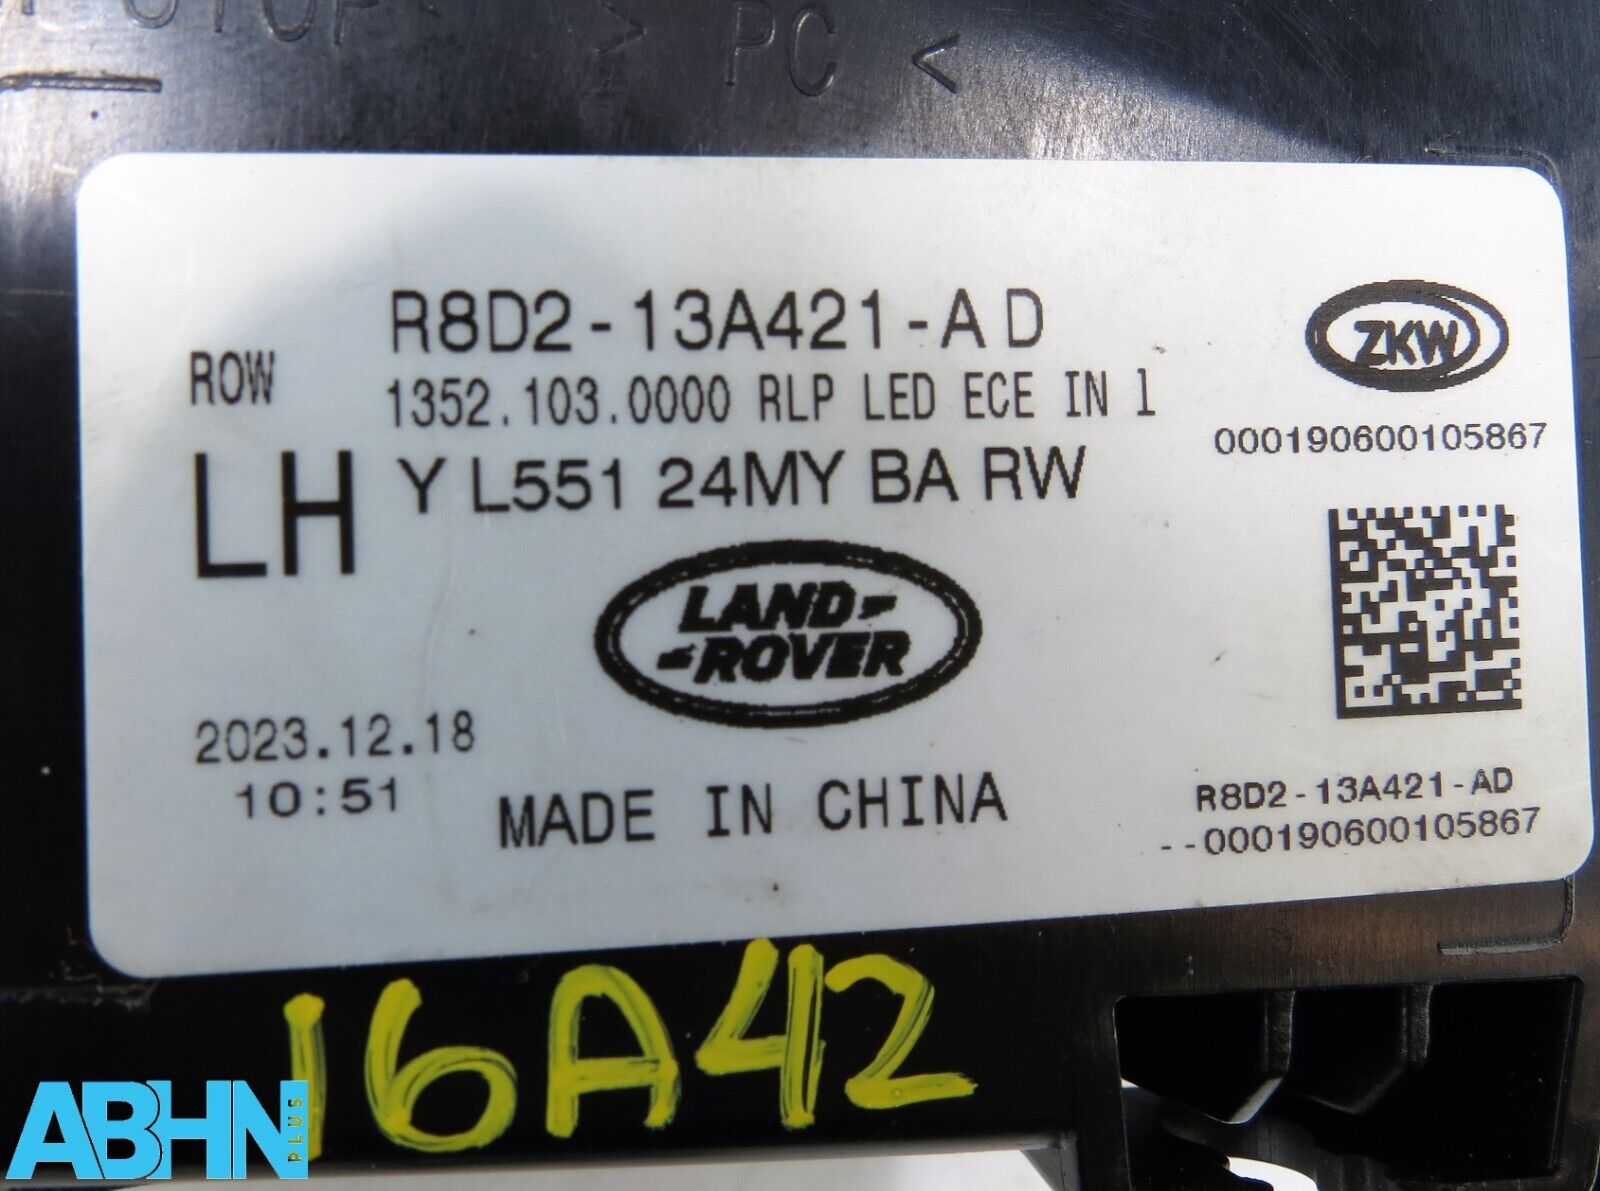 > PC <
R8D2-13A421-AD
ROW
1352.103.0000 RLP LED ECE IN 1
LH
Y L551 24MY BA RW
ZKW
000190600105867
LAND-
-ROVER
2023.12.18
10:51
MADE IN CHINA
R8D2-13A421-AD
--000190600105867
16A42
ABHN
PLUS